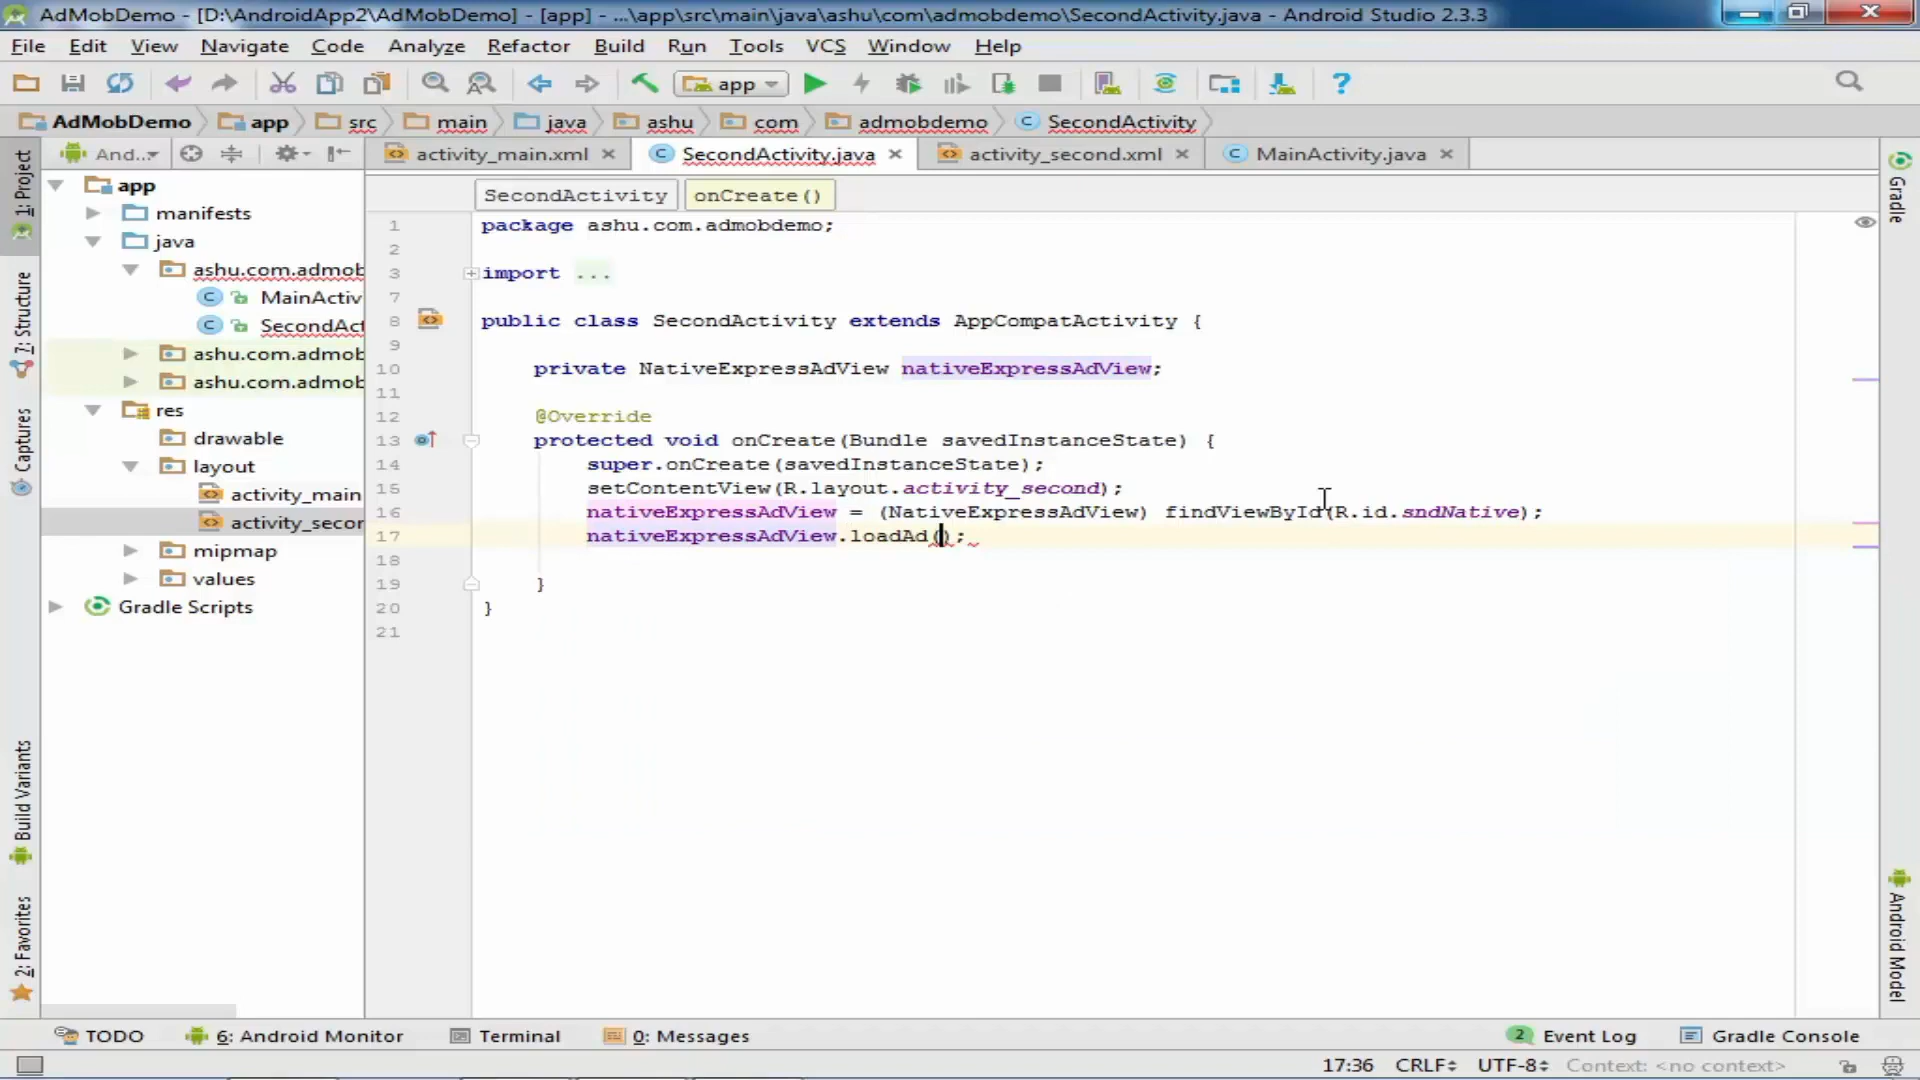 AdMobDemo - [D:\AndroidApp2\AdMobDemo] - [app] - ...\app\src\main\java\ashu\com\admobdemo\SecondActivity.java - Android Studio 2.3.3
File Edit View Navigate Code Analyze Refactor Build Run Tools VCS Window Help
app
AdMobDemo app src main java ashu com admobdemo SecondActivity
And... activity_main.xml SecondActivity.java activity_second.xml MainActivity.java
SecondActivity onCreate()
1: Project
7: Structure
Captures
Build Variants
2: Favorites
app
manifests
java
ashu.com.admob
MainActiv
SecondAct
ashu.com.admob
ashu.com.admob
res
drawable
layout
activity_main
activity_secor
mipmap
values
Gradle Scripts
1 package ashu.com.admobdemo;
2
3 import ...
7
8 public class SecondActivity extends AppCompatActivity {
9
10 private NativeExpressAdView nativeExpressAdView;
11
12 @Override
13 protected void onCreate(Bundle savedInstanceState) {
14 super.onCreate(savedInstanceState);
15 setContentView(R.layout.activity_second);
16 nativeExpressAdView = (NativeExpressAdView) findViewById(R.id.sndNative);
17 nativeExpressAdView.loadAd();
18
19 }
20 }
21
Gradle
Android Model
TODO 6: Android Monitor Terminal 0: Messages 2 Event Log Gradle Console
17:36 CRLF UTF-8 Context: <no context>